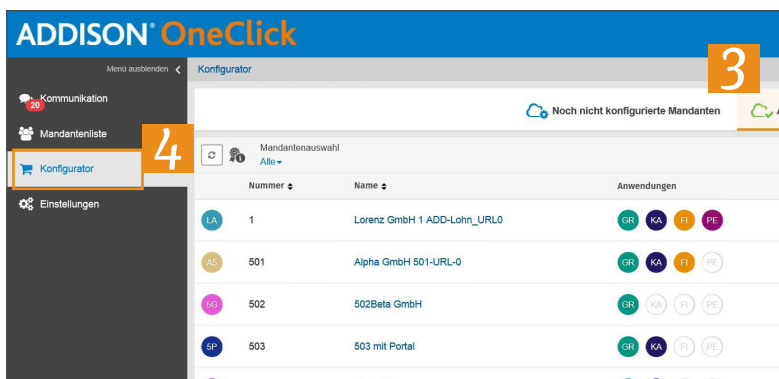 ADDISON® OneClick
3
Menü ausblenden
Konfigurator
Kommunikation
20
Noch nicht konfigurierte Mandanten
Mandantenliste
4
Mandantenauswahl
Alle
Konfigurator
Nummer Name Anwendungen
Einstellungen
LA 1 Lorenz GmbH 1 ADD-Lohn_URL0 GR KA FI PE
A5 501 Alpha GmbH 501-URL-0 GR KA FI PE
5G 502 502Beta GmbH GR KA FI PE
5P 503 503 mit Portal GR KA FI PE